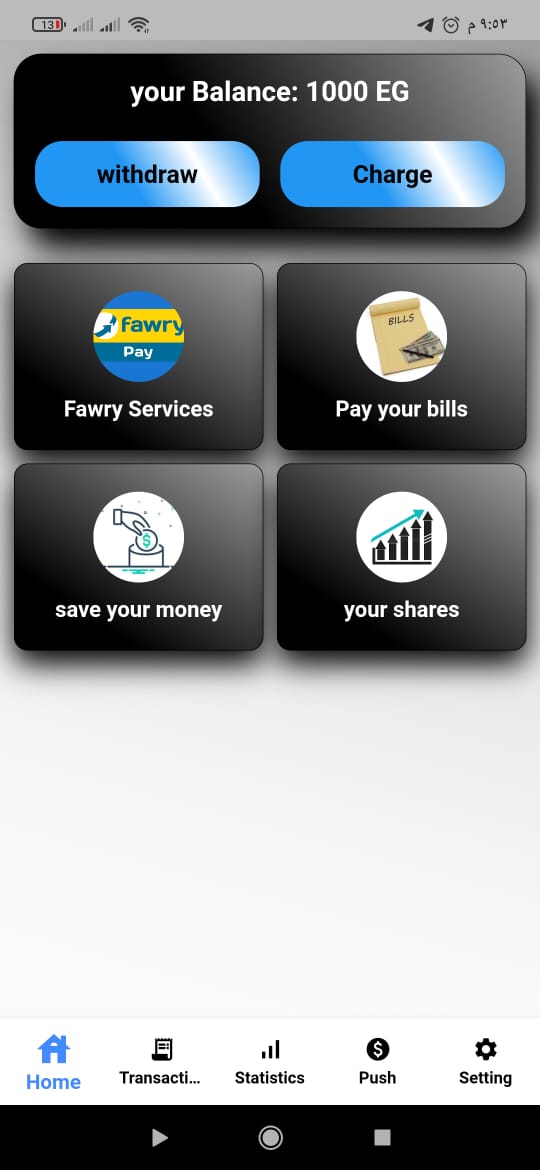 13
٩:٥٣ م
your Balance: 1000 EG
withdraw
Charge
fawry
Pay
Fawry Services
BILLS
Pay your bills
$
save your money
your shares
$
Home
Transacti...
Statistics
Push
Setting